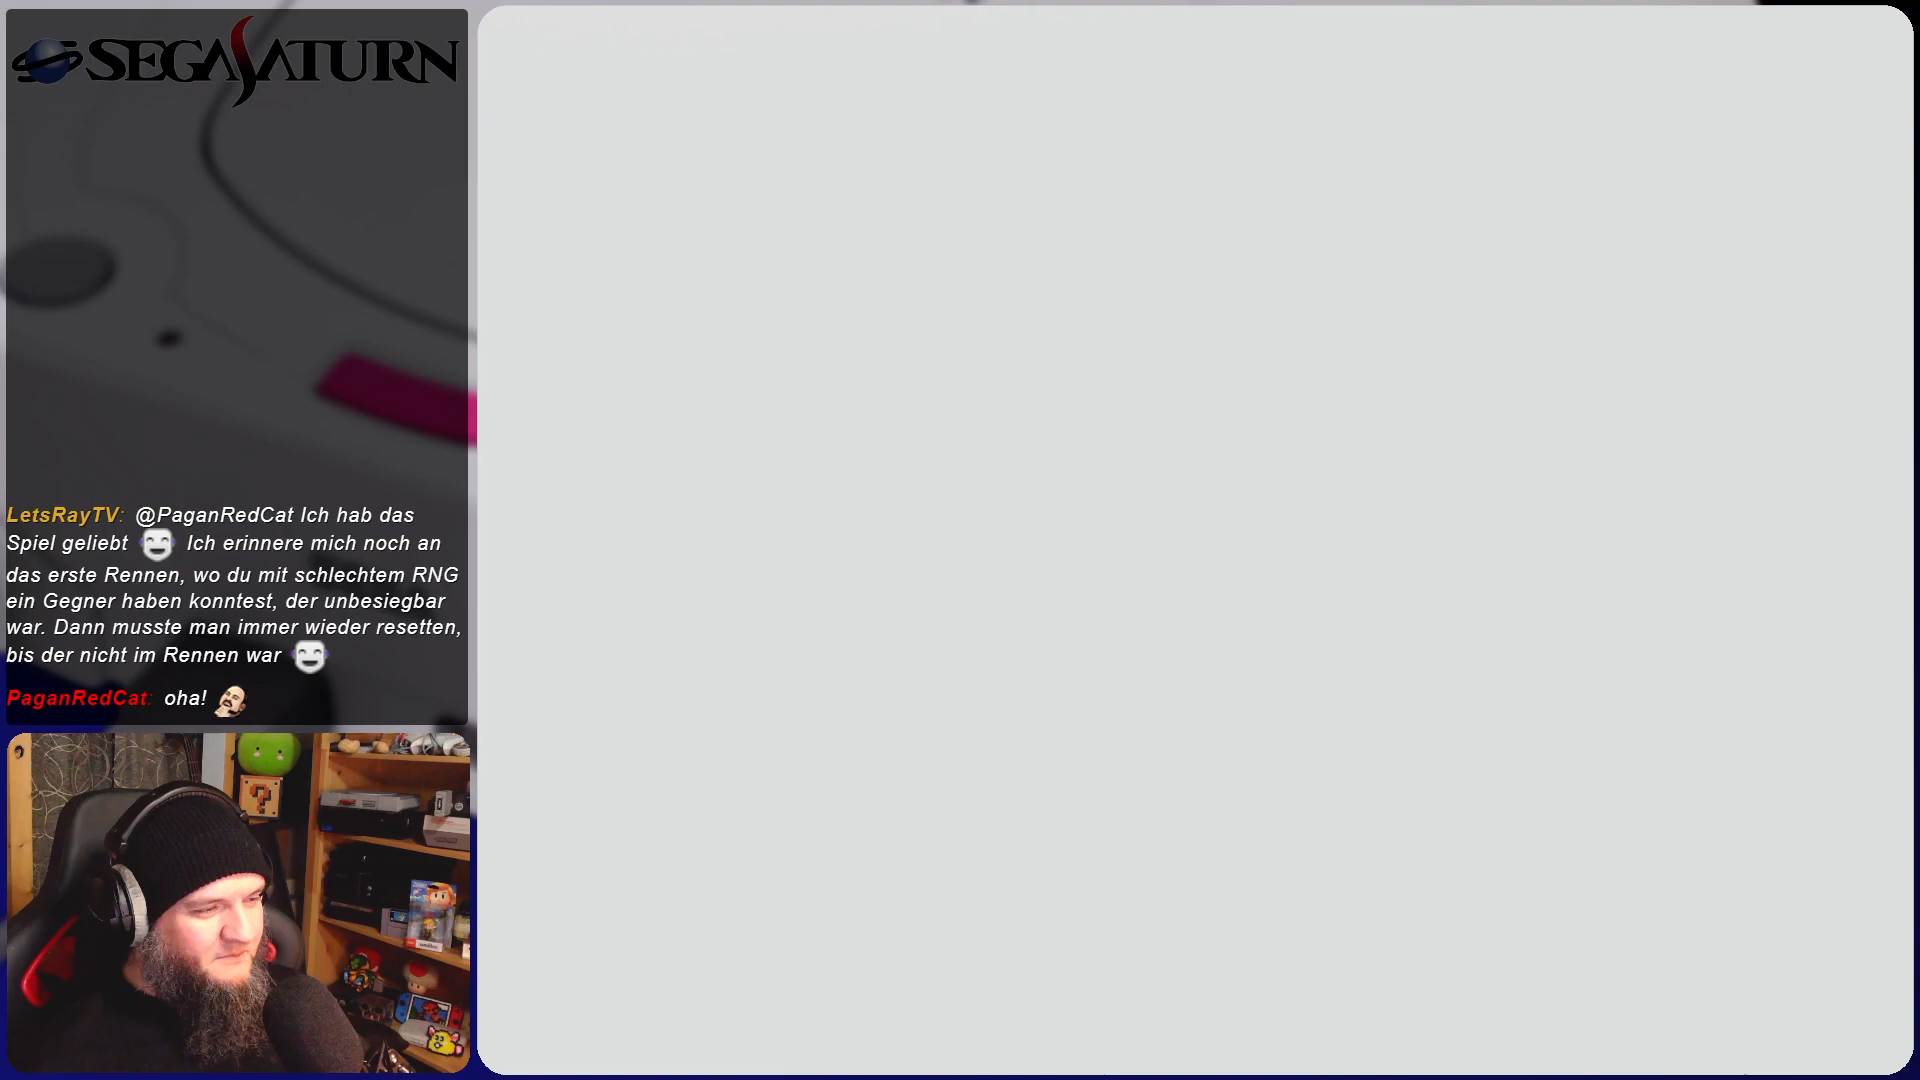 SEGA SATURN
LetsRayTV: @PaganRedCat Ich hab das
Spiel geliebt Ich erinnere mich noch an
das erste Rennen, wo du mit schlechtem RNG
ein Gegner haben konntest, der unbesiegbar
war. Dann musste man immer wieder resetten,
bis der nicht im Rennen war
PaganRedCat: oha!
?